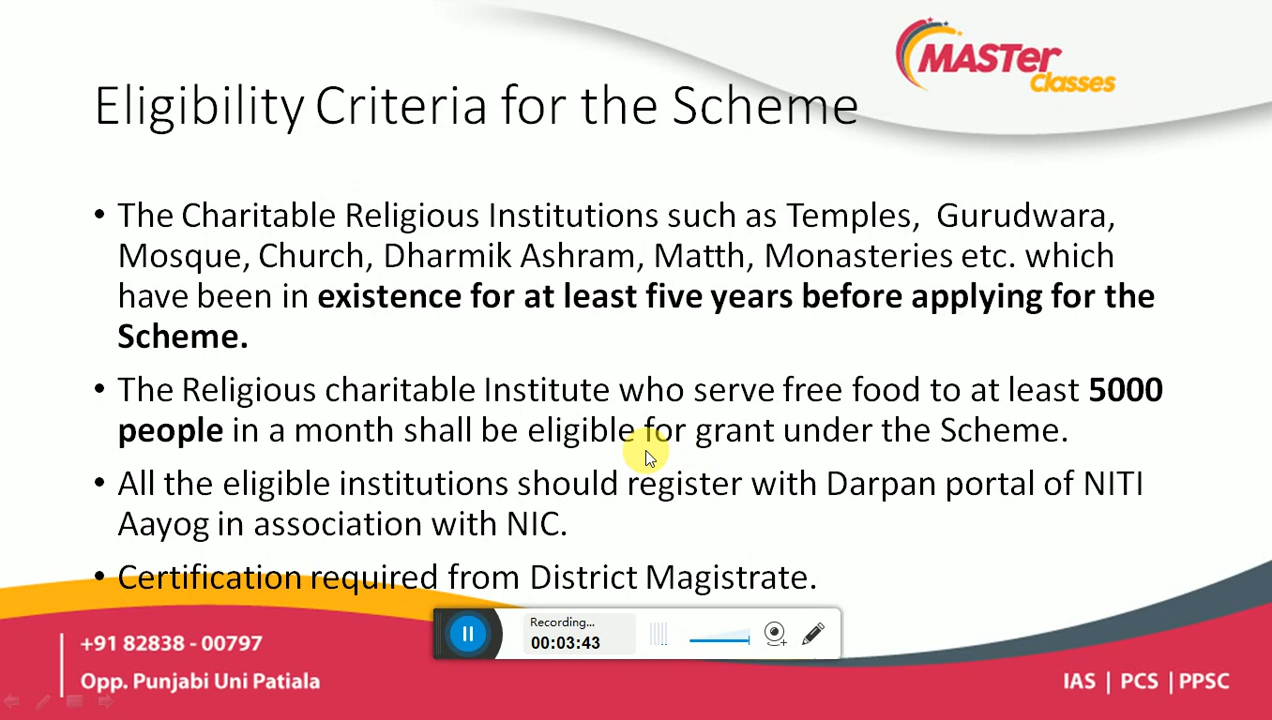 MASTer
Classes
Eligibility Criteria for the Scheme
• The Charitable Religious Institutions such as Temples, Gurudwara,
Mosque, Church, Dharmik Ashram, Matth, Monasteries etc. which
have been in existence for at least five years before applying for the
Scheme.
• The Religious charitable Institute who serve free food to at least 5000
people in a month shall be eligible for grant under the Scheme.
• All the eligible institutions should register with Darpan portal of NITI
Aayog in association with NIC.
• Certification required from District Magistrate.
Recording...
00:03:43
+91 82838 - 00797
Opp. Punjabi Uni Patiala
IAS | PCS | PPSC